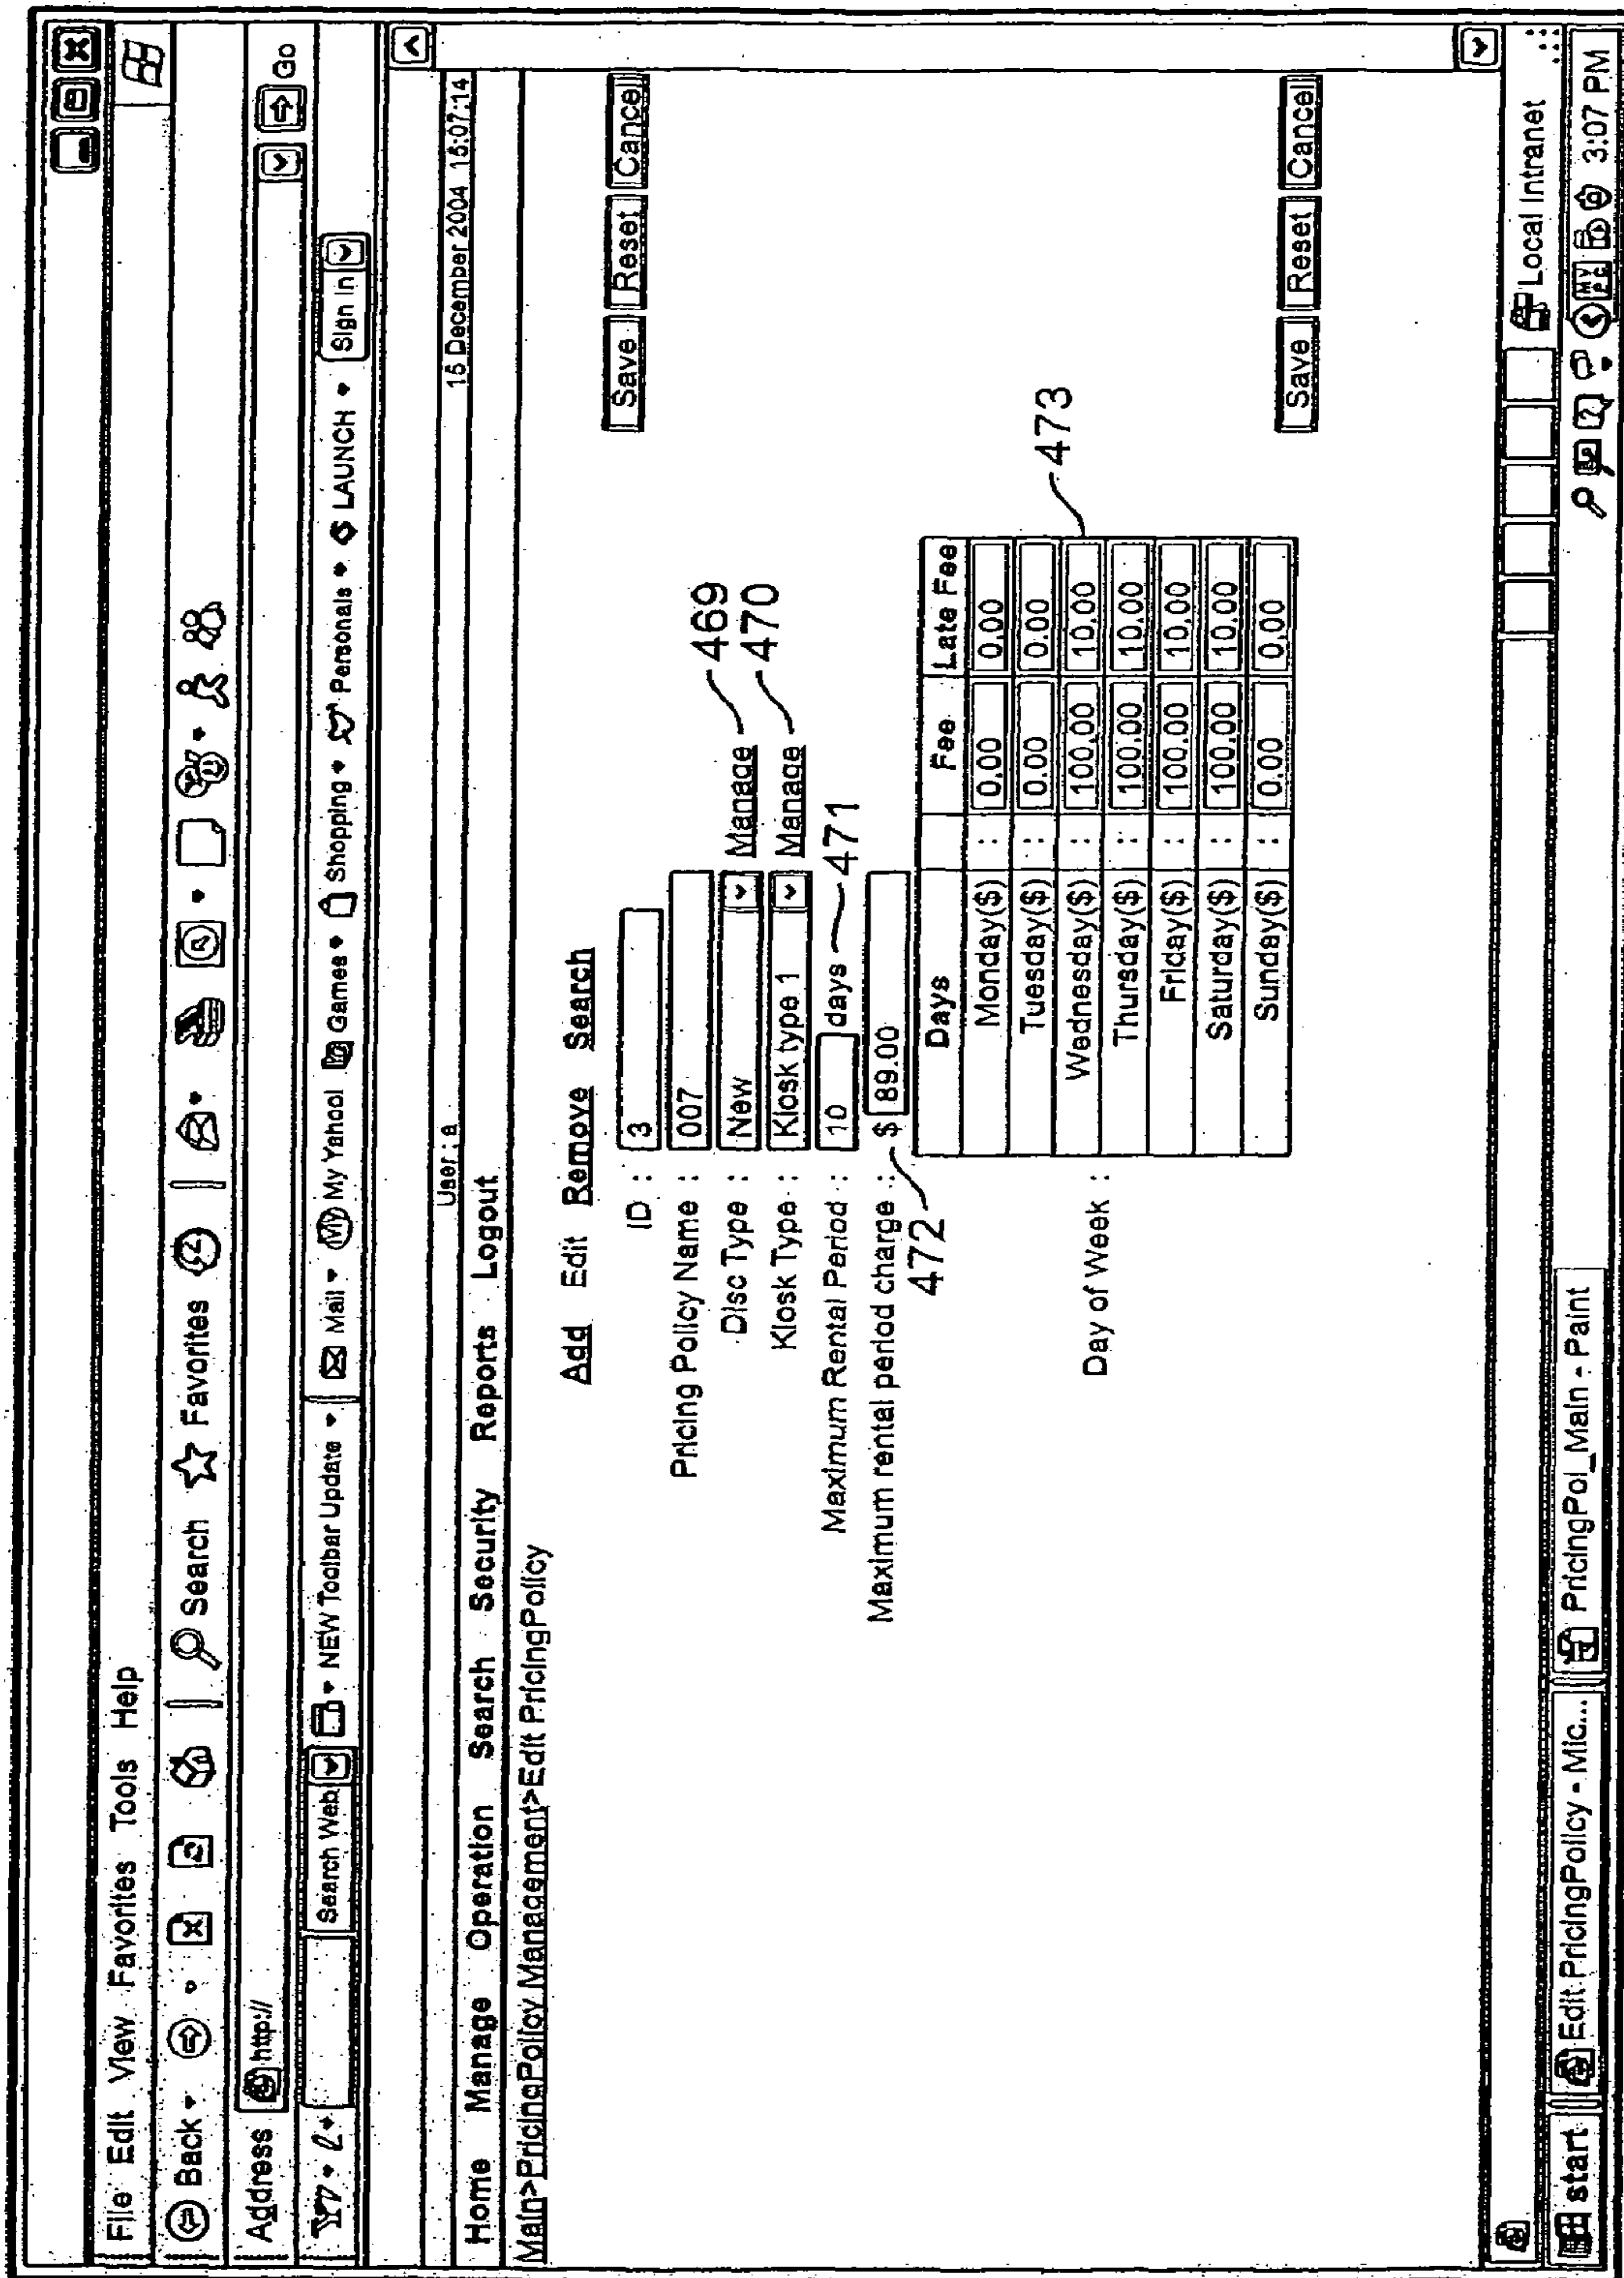 File Edit View Favorites Tools Help
Back Search Favorites
Address http:// Go
Search Web NEW Toolbar Update Mail My Yahoo! Games Shopping Personals LAUNCH Sign In
User : a 15 December 2004 15:07:14
Home Manage Operation Search Security Reports Logout
Main>PricingPolicy Management>Edit PricingPolicy
Add Edit Remove Search
Save Reset Cancel
ID : 3
Pricing Policy Name : 007
Disc Type : New Manage 469
Kiosk Type : Kiosk type 1 Manage 470
Maximum Rental Period : 10 days 471
Maximum rental period charge : $ 89.00
472
Days Fee Late Fee
Monday($) : 0.00 0.00
Tuesday($) : 0.00 0.00
Day of Week : Wednesday($) : 100.00 10.00 473
Thursday($) : 100.00 10.00
Friday($) : 100.00 10.00
Saturday($) : 100.00 10.00
Sunday($) : 0.00 0.00
Save Reset Cancel
Local Intranet
start Edit PricingPolicy - Mic... PricingPol_Main - Paint 3:07 PM